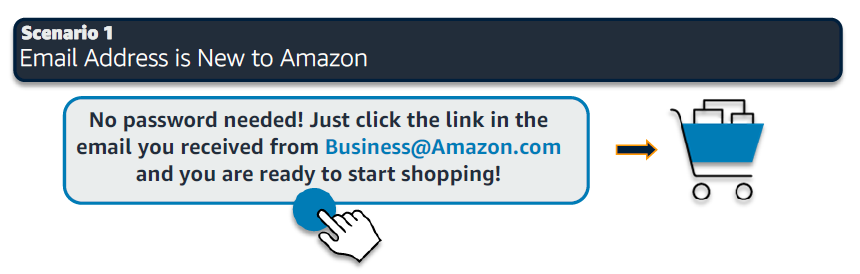 Scenario 1
Email Address is New to Amazon
No password needed! Just click the link in the
email you received from Business@Amazon.com
and you are ready to start shopping!